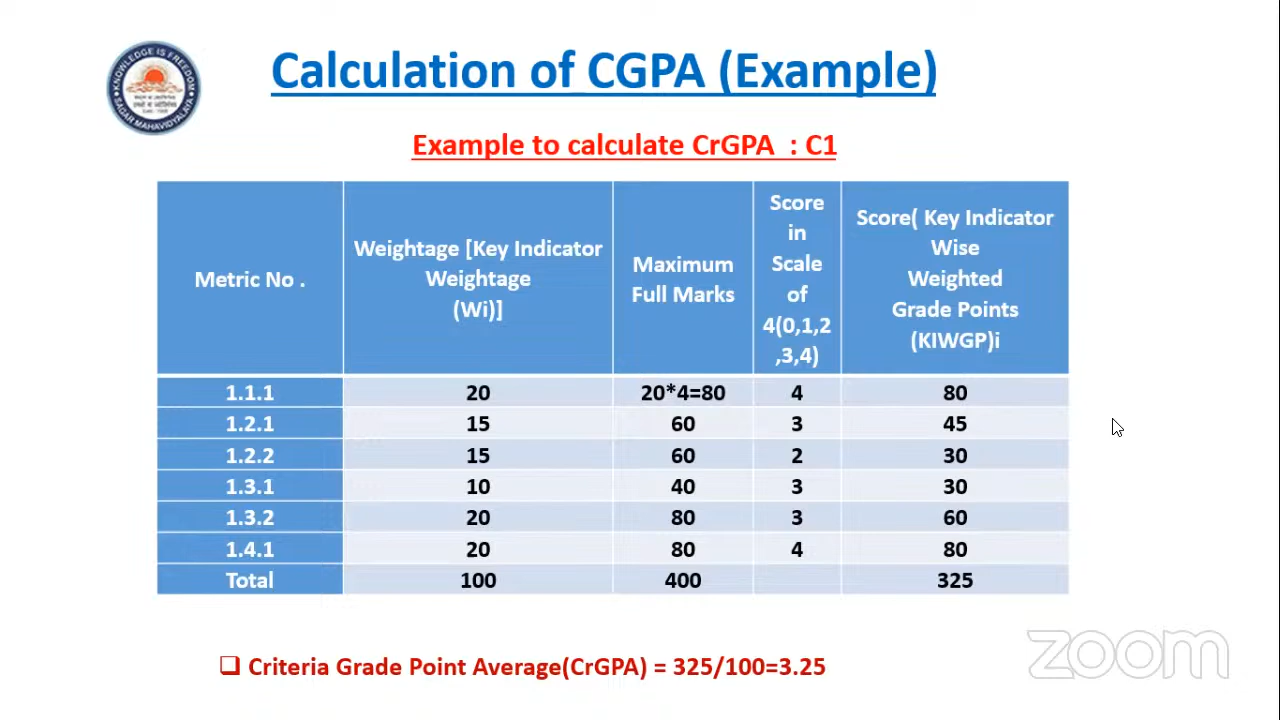 KNOWLEDGE IS FREEDOM
SAGAR MAHAVIDYALAYA
Calculation of CGPA (Example)
Example to calculate CrGPA : C1
Metric No .
Weightage [Key Indicator
Weightage
(Wi)]
Maximum
Full Marks
Score
in
Scale
of
4(0,1,2
,3,4)
Score( Key Indicator
Wise
Weighted
Grade Points
(KIWGP)i
1.1.1 20 20*4=80 4 80
1.2.1 15 60 3 45
1.2.2 15 60 2 30
1.3.1 10 40 3 30
1.3.2 20 80 3 60
1.4.1 20 80 4 80
Total 100 400 325
❑ Criteria Grade Point Average(CrGPA) = 325/100=3.25
zoom